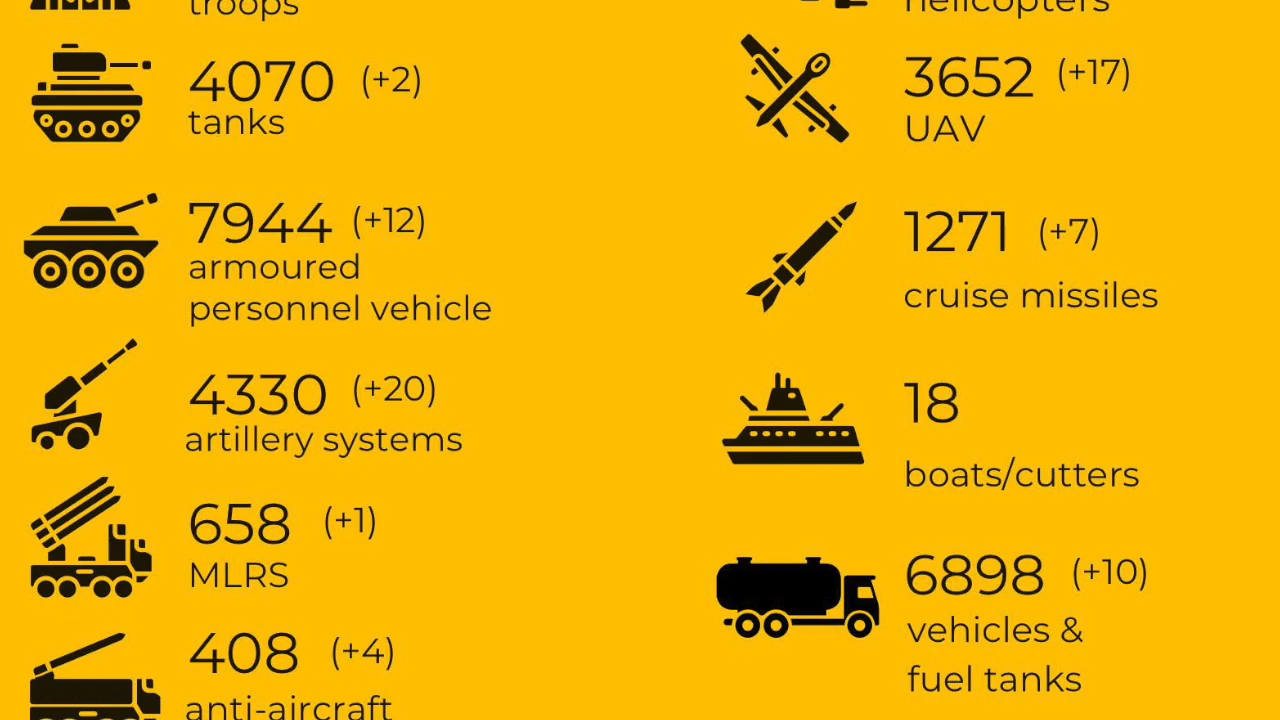 troops
4070 (+2)
tanks
7944 (+12)
armoured
personnel vehicle
4330 (+20)
artillery systems
658 (+1)
MLRS
408 (+4)
anti-aircraft
helicopters
3652 (+17)
UAV
1271 (+7)
cruise missiles
18
boats/cutters
6898 (+10)
vehicles &
fuel tanks